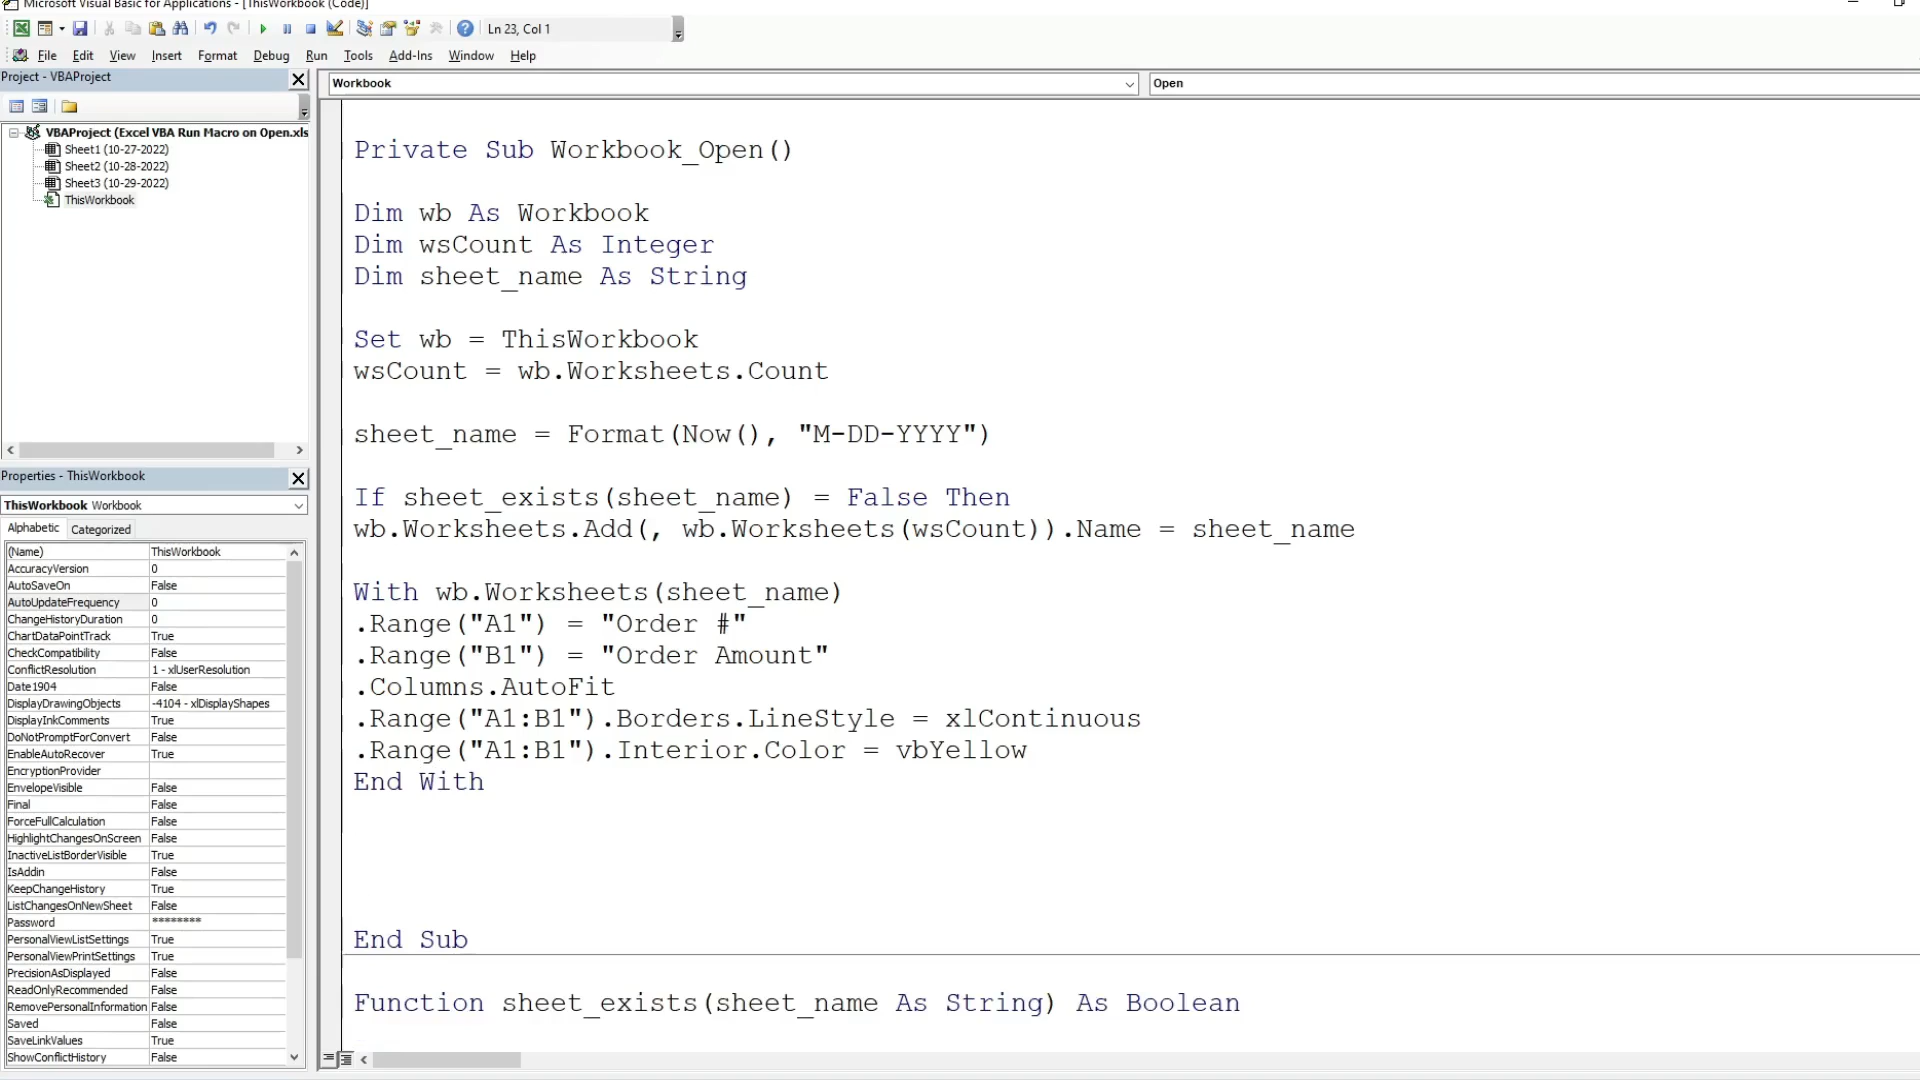 Microsoft Visual Basic for Applications - [ThisWorkbook (Code)]
Ln 23, Col 1
File Edit View Insert Format Debug Run Tools Add-Ins Window Help
Project - VBAProject
VBAProject (Excel VBA Run Macro on Open.xls
Sheet1 (10-27-2022)
Sheet2 (10-28-2022)
Sheet3 (10-29-2022)
ThisWorkbook
Properties - ThisWorkbook
ThisWorkbook Workbook
Alphabetic Categorized
(Name) ThisWorkbook
AccuracyVersion 0
AutoSaveOn False
AutoUpdateFrequency 0
ChangeHistoryDuration 0
ChartDataPointTrack True
CheckCompatibility False
ConflictResolution 1 - xlUserResolution
Date1904 False
DisplayDrawingObjects -4104 - xlDisplayShapes
DisplayInkComments True
DoNotPromptForConvert False
EnableAutoRecover True
EncryptionProvider
EnvelopeVisible False
Final False
ForceFullCalculation False
HighlightChangesOnScreen False
InactiveListBorderVisible True
IsAddin False
KeepChangeHistory True
ListChangesOnNewSheet False
Password ********
PersonalViewListSettings True
PersonalViewPrintSettings True
PrecisionAsDisplayed False
ReadOnlyRecommended False
RemovePersonalInformation False
Saved False
SaveLinkValues True
ShowConflictHistory False
Workbook
Open
Private Sub Workbook_Open()
Dim wb As Workbook
Dim wsCount As Integer
Dim sheet_name As String
Set wb = ThisWorkbook
wsCount = wb.Worksheets.Count
sheet_name = Format(Now(), "M-DD-YYYY")
If sheet_exists(sheet_name) = False Then
wb.Worksheets.Add(, wb.Worksheets(wsCount)).Name = sheet_name
With wb.Worksheets(sheet_name)
.Range("A1") = "Order #"
.Range("B1") = "Order Amount"
.Columns.AutoFit
.Range("A1:B1").Borders.LineStyle = xlContinuous
.Range("A1:B1").Interior.Color = vbYellow
End With
End Sub
Function sheet_exists(sheet_name As String) As Boolean